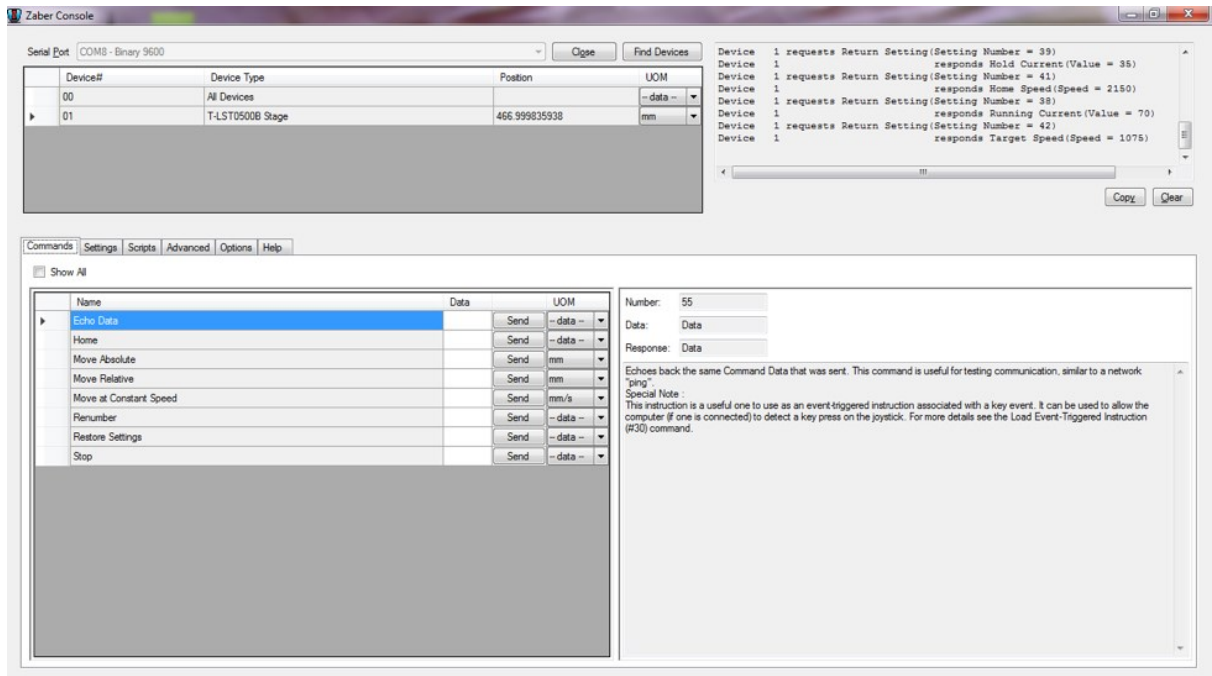 Zaber Console
Serial Port COM8 - Binary 9600 Close Find Devices
Device# Device Type Position UOM
00 All Devices -- data --
01 T-LST0500B Stage 466.999835938 mm
Device 1 requests Return Setting(Setting Number = 39)
Device 1 responds Hold Current(Value = 35)
Device 1 requests Return Setting(Setting Number = 41)
Device 1 responds Home Speed(Speed = 2150)
Device 1 requests Return Setting(Setting Number = 38)
Device 1 responds Running Current(Value = 70)
Device 1 requests Return Setting(Setting Number = 42)
Device 1 responds Target Speed(Speed = 1075)
Copy Clear
Commands Settings Scripts Advanced Options Help
Show All
Name Data UOM
Echo Data Send -- data --
Home Send -- data --
Move Absolute Send mm
Move Relative Send mm
Move at Constant Speed Send mm/s
Renumber Send -- data --
Restore Settings Send -- data --
Stop Send -- data --
Number: 55
Data: Data
Response: Data
Echoes back the same Command Data that was sent. This command is useful for testing communication, similar to a network
"ping".
Special Note :
This instruction is a useful one to use as an event-triggered instruction associated with a key event. It can be used to allow the
computer (if one is connected) to detect a key press on the joystick. For more details see the Load Event-Triggered Instruction
(#30) command.